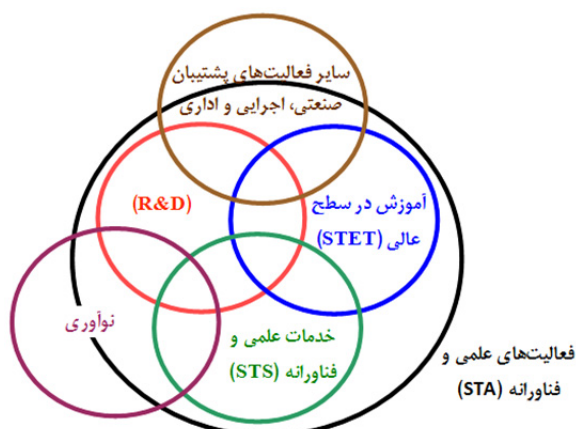 سایر فعالیت‌های پشتیبان
صنعتی، اجرایی و اداری
(R&D)
آموزش در سطح
عالی (STET)
نوآوری
خدمات علمی و
فناورانه (STS)
فعالیت‌های علمی و
فناورانه (STA)